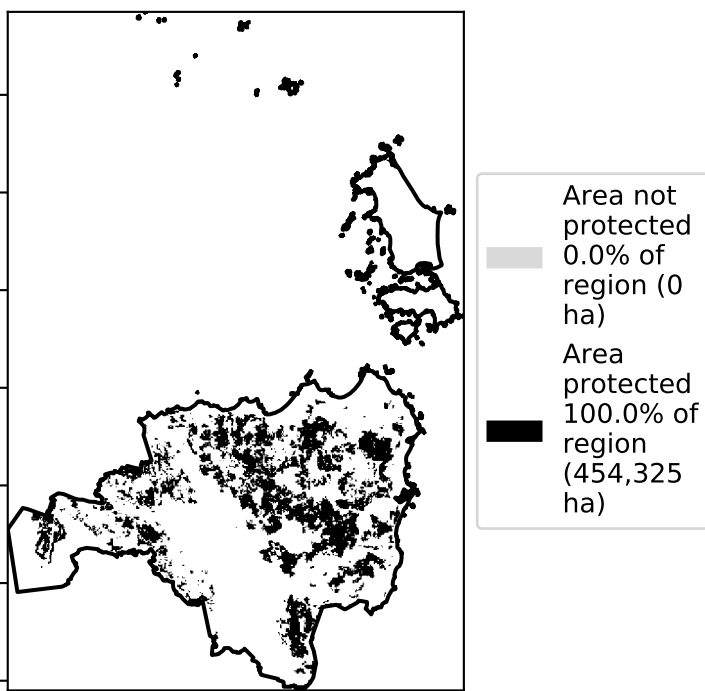 Area not
protected
0.0% of
region (0
ha)
Area
protected
100.0% of
region
(454,325
ha)